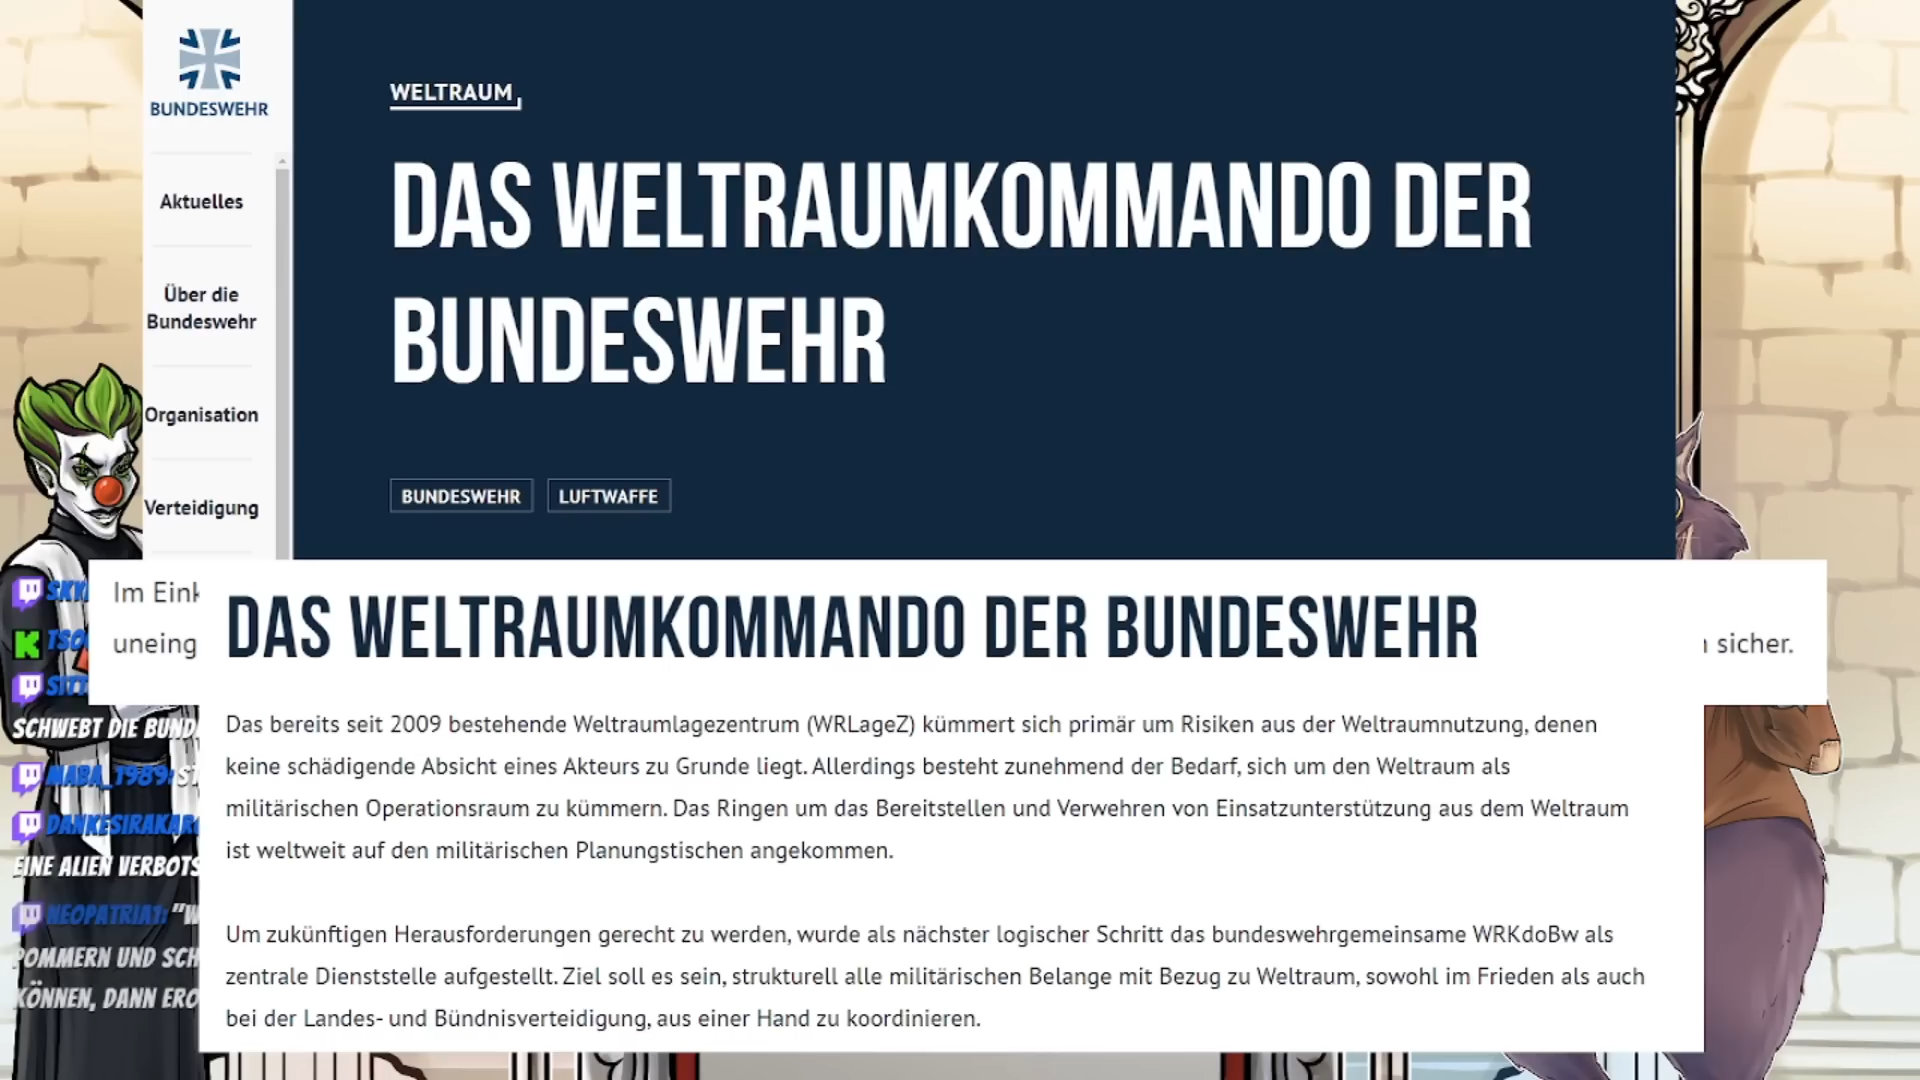 BUNDESWEHR
Aktuelles
Über die
Bundeswehr
Organisation
Verteidigung
WELTRAUM
DAS WELTRAUMKOMMANDO DER
BUNDESWEHR
BUNDESWEHR
LUFTWAFFE
Im
sicher.
DAS WELTRAUMKOMMANDO DER BUNDESWEHR
Das bereits seit 2009 bestehende Weltraumlagezentrum (WRLageZ) kümmert sich primär um Risiken aus der Weltraumnutzung, denen
keine schädigende Absicht eines Akteurs zu Grunde liegt. Allerdings besteht zunehmend der Bedarf, sich um den Weltraum als
militärischen Operationsraum zu kümmern. Das Ringen um das Bereitstellen und Verwehren von Einsatzunterstützung aus dem Weltraum
ist weltweit auf den militärischen Planungstischen angekommen.
Um zukünftigen Herausforderungen gerecht zu werden, wurde als nächster logischer Schritt das bundeswehrgemeinsame WRKdoBw als
zentrale Dienststelle aufgestellt. Ziel soll es sein, strukturell alle militärischen Belange mit Bezug zu Weltraum, sowohl im Frieden als auch
bei der Landes- und Bündnisverteidigung, aus einer Hand zu koordinieren.
SCHWEBT DIE
MABA_1989:
EINE ALIEN
NEOPATRIA1:
POMMERN UND
KÖNNEN, DANN